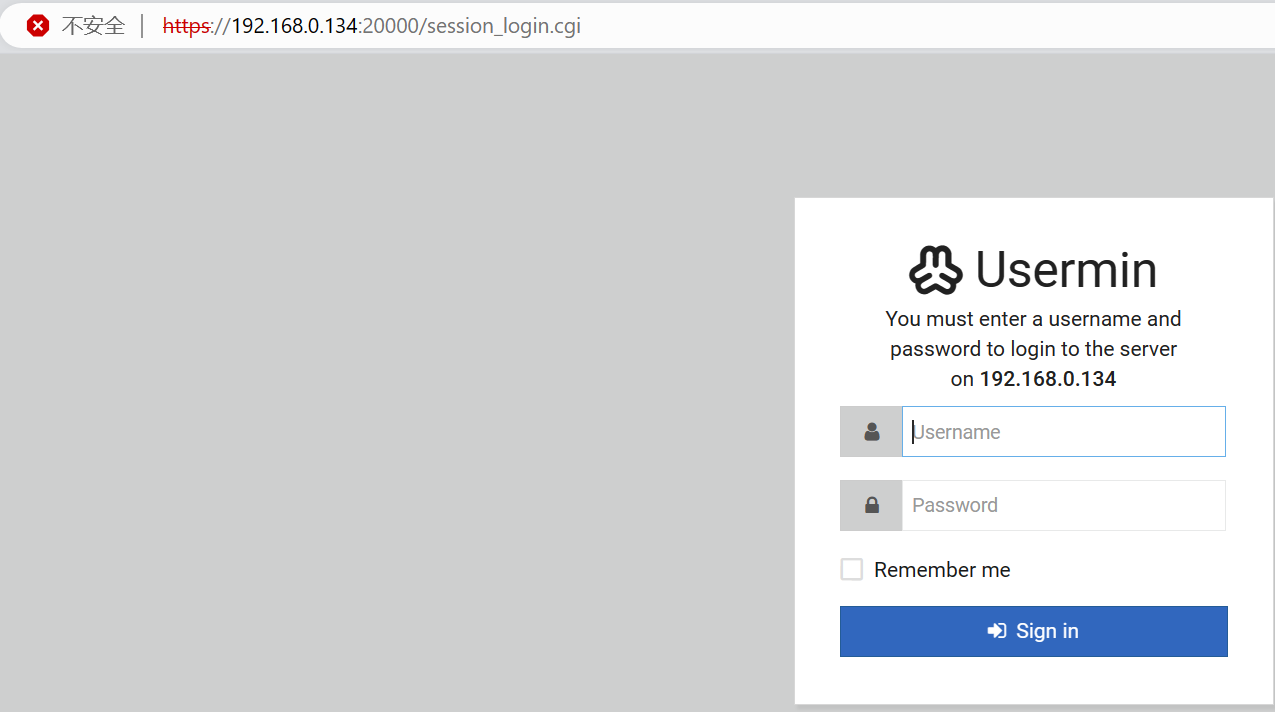 不安全 | https://192.168.0.134:20000/session_login.cgi
Usermin
You must enter a username and
password to login to the server
on 192.168.0.134
Username
Password
Remember me
Sign in